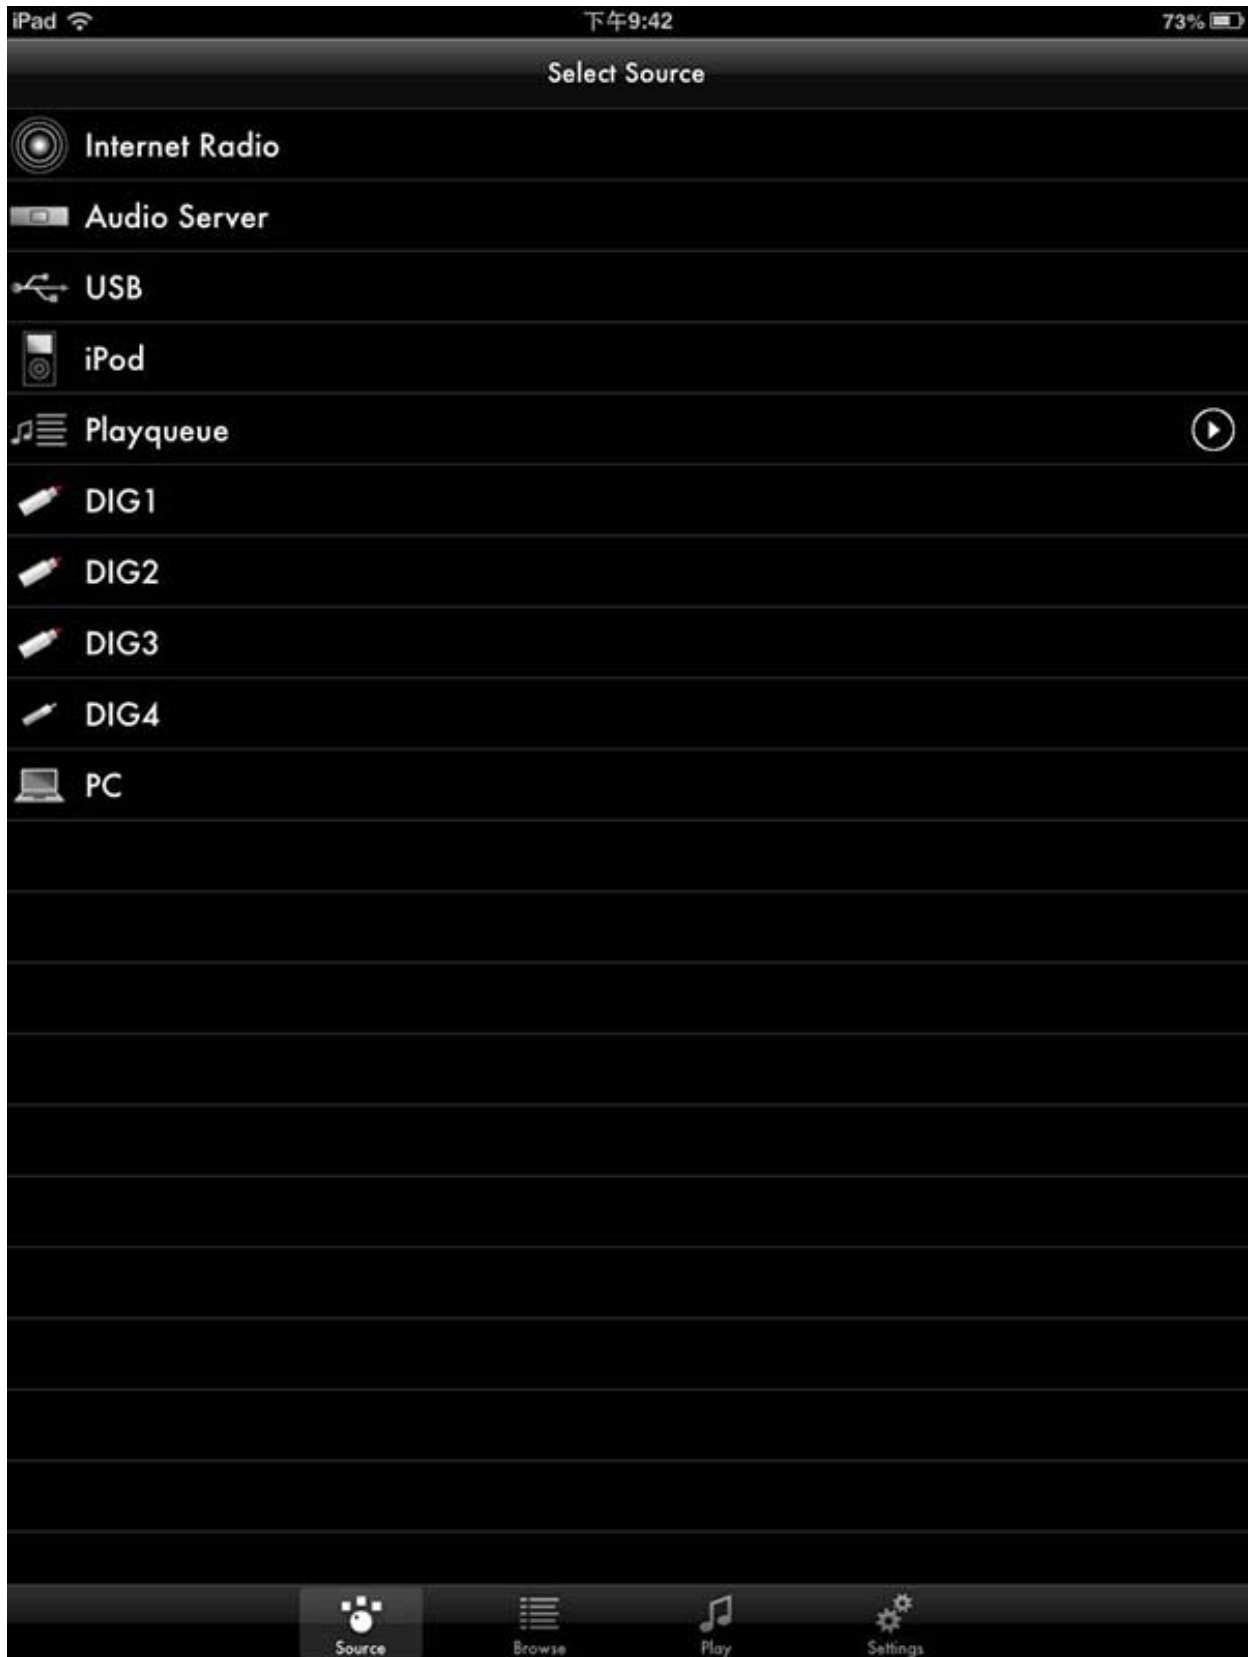 iPad 下午9:42 73%
Select Source
Internet Radio
Audio Server
USB
iPod
Playqueue
DIG1
DIG2
DIG3
DIG4
PC
Source Browse Play Settings